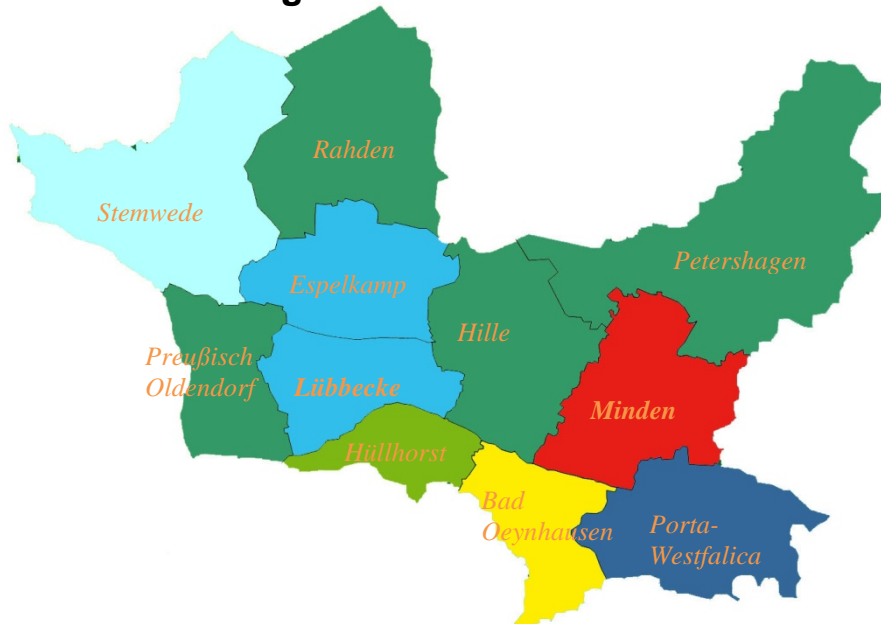 g
Rahden
Stemwede
Petershagen
Espelkamp
Hille
Preußisch
Oldendorf
Lübbecke
Minden
Hüllhorst
Bad
Oeynhausen
Porta-
Westfalica